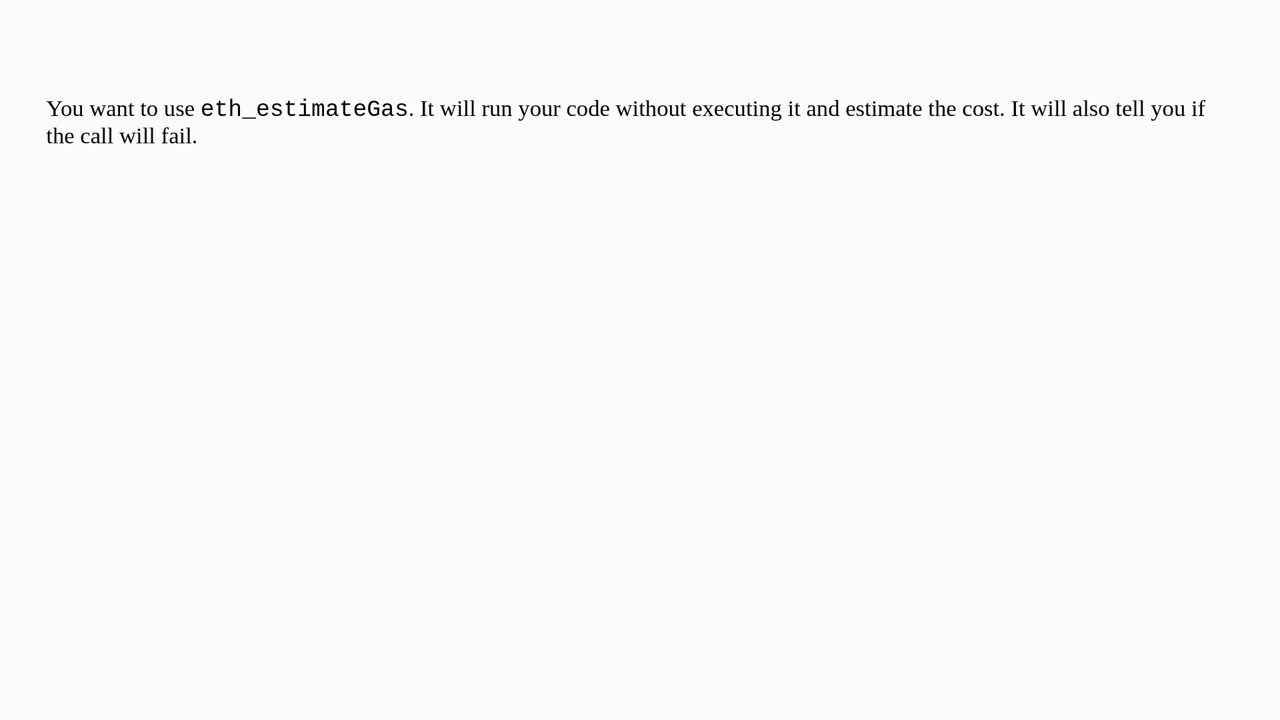 You want to use eth_estimateGas. It will run your code without executing it and estimate the cost. It will also tell you if
the call will fail.